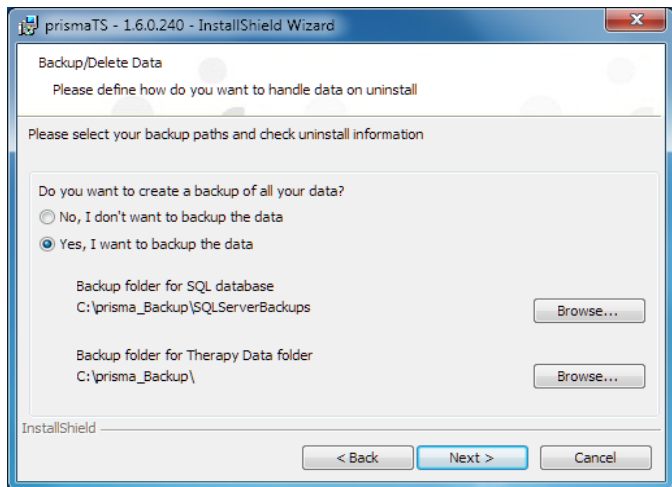 prismaTS - 1.6.0.240 - InstallShield Wizard
Backup/Delete Data
Please define how do you want to handle data on uninstall
Please select your backup paths and check uninstall information
Do you want to create a backup of all your data?
No, I don't want to backup the data
Yes, I want to backup the data
Backup folder for SQL database
C:\prisma_Backup\SQLServerBackups
Browse...
Backup folder for Therapy Data folder
C:\prisma_Backup\
Browse...
InstallShield
< Back
Next >
Cancel